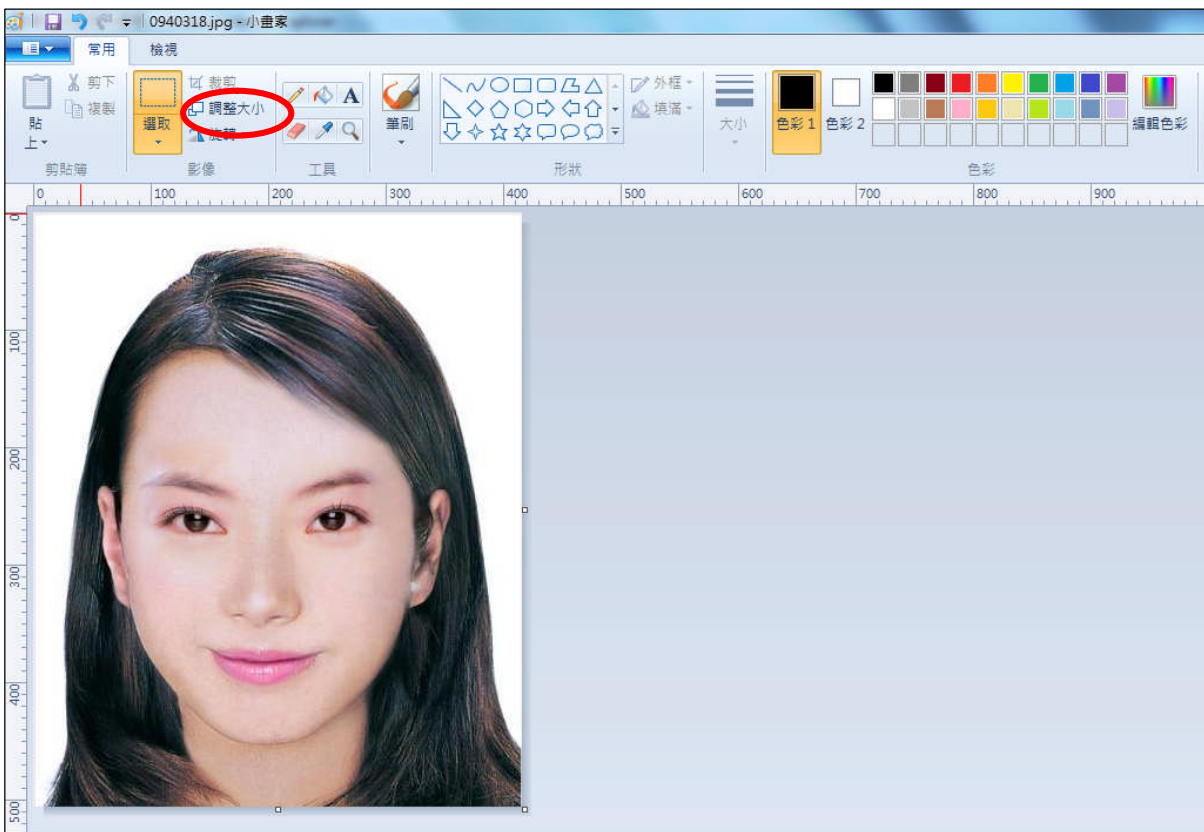 0940318.jpg - 小畫家
常用 檢視
剪下 裁剪 外框
複製 調整大小 填滿
貼上 選取 旋轉 A 筆刷 大小 色彩 1 色彩 2 編輯色彩
剪貼簿 影像 工具 形狀 色彩
0 100 200 300 400 500 600 700 800 900
0
100
200
300
400
500